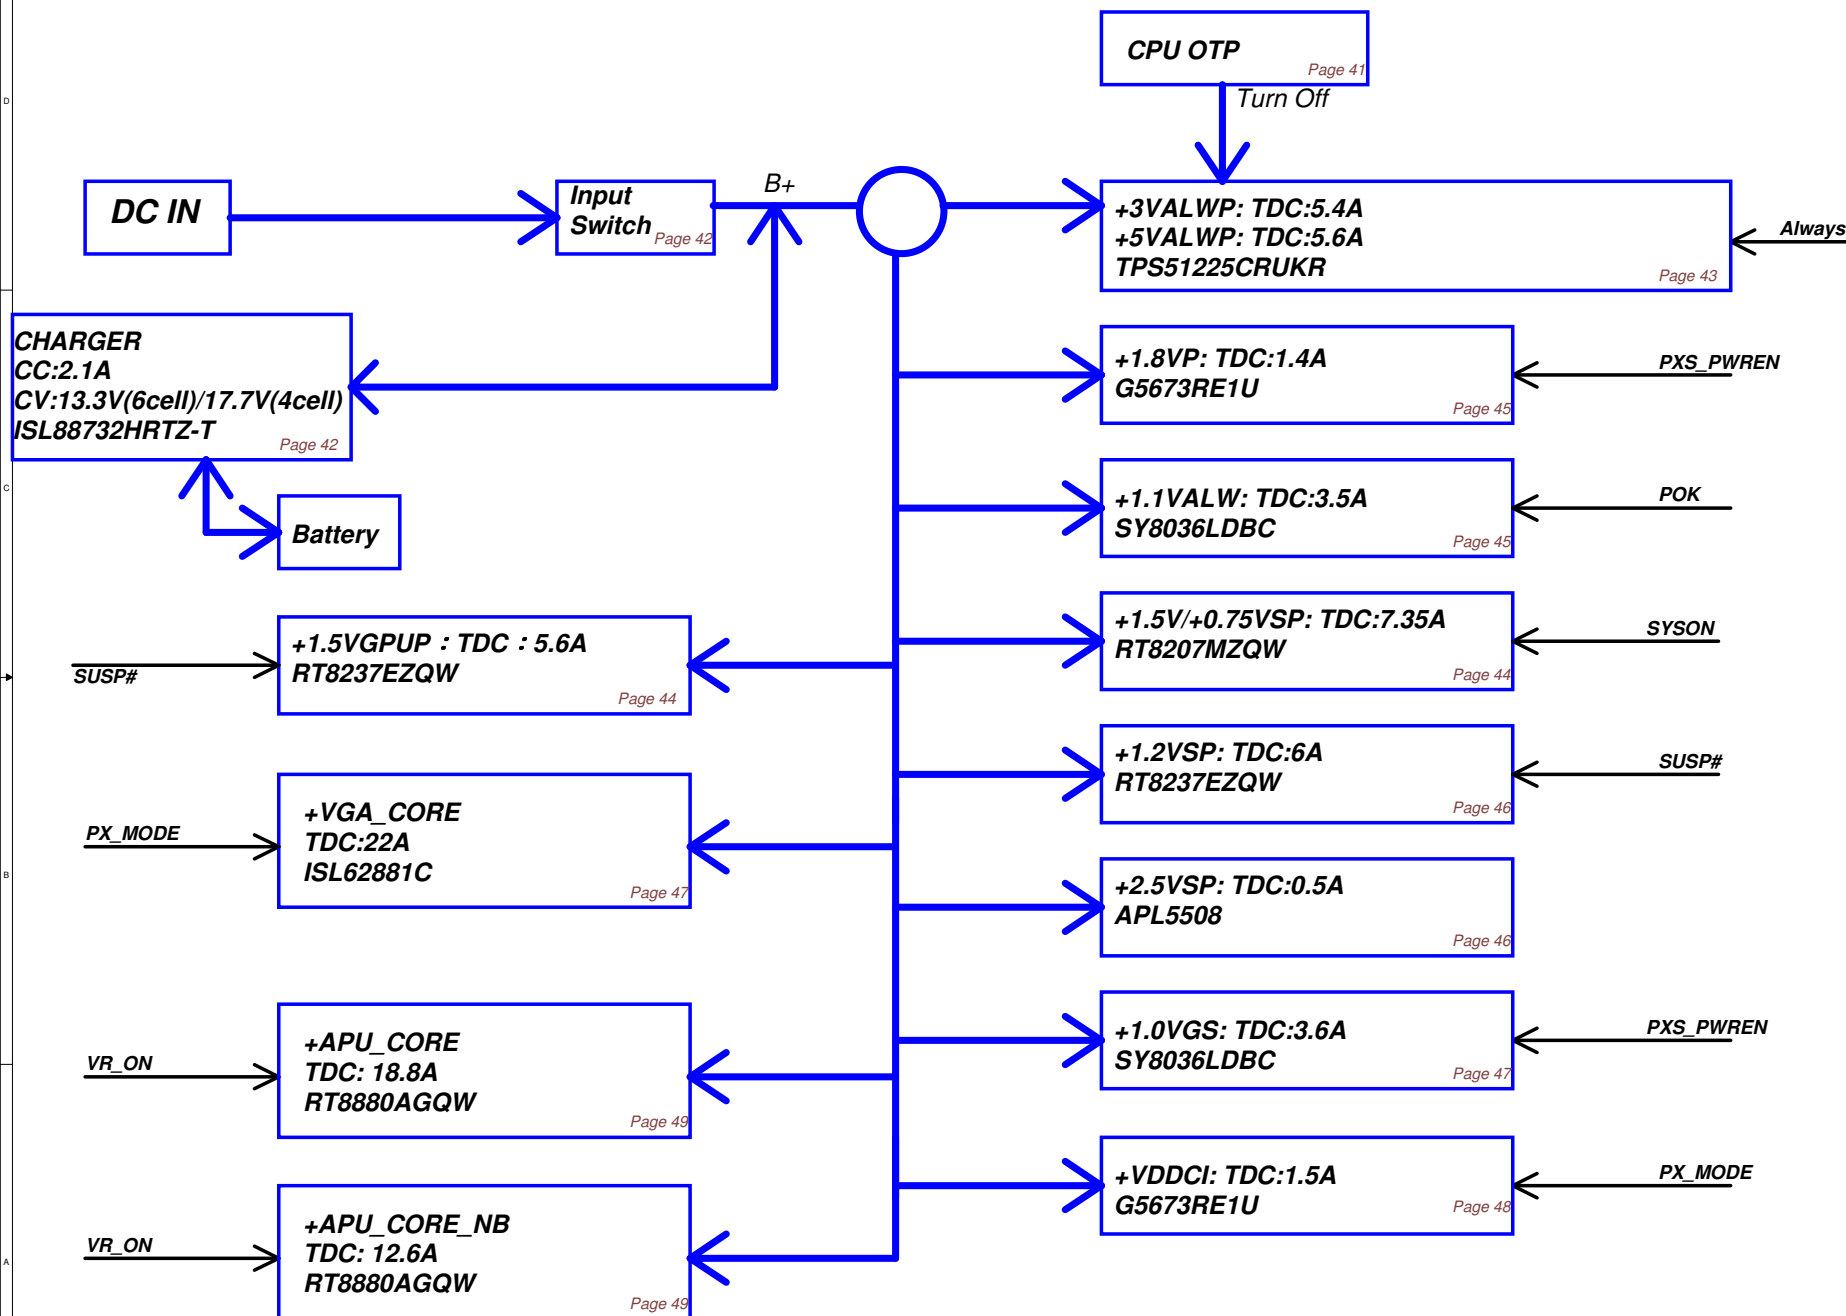 CPU OTP
Page 41
Turn Off
D
DC IN
Input
Switch
Page 42
B+
+3VALWP: TDC:5.4A
+5VALWP: TDC:5.6A
TPS51225CRUKR
Page 43
Always
CHARGER
CC:2.1A
CV:13.3V(6cell)/17.7V(4cell)
ISL88732HRTZ-T
Page 42
+1.8VP: TDC:1.4A
G5673RE1U
Page 45
PXS_PWREN
C
Battery
+1.1VALW: TDC:3.5A
SY8036LDBC
Page 45
POK
SUSP#
+1.5VGPUP : TDC : 5.6A
RT8237EZQW
Page 44
+1.5V/+0.75VSP: TDC:7.35A
RT8207MZQW
Page 44
SYSON
+1.2VSP: TDC:6A
RT8237EZQW
Page 46
SUSP#
PX_MODE
+VGA_CORE
TDC:22A
ISL62881C
Page 47
B
+2.5VSP: TDC:0.5A
APL5508
Page 46
VR_ON
+APU_CORE
TDC: 18.8A
RT8880AGQW
Page 49
+1.0VGS: TDC:3.6A
SY8036LDBC
Page 47
PXS_PWREN
+VDDCI: TDC:1.5A
G5673RE1U
Page 48
PX_MODE
VR_ON
A
+APU_CORE_NB
TDC: 12.6A
RT8880AGQW
Page 49